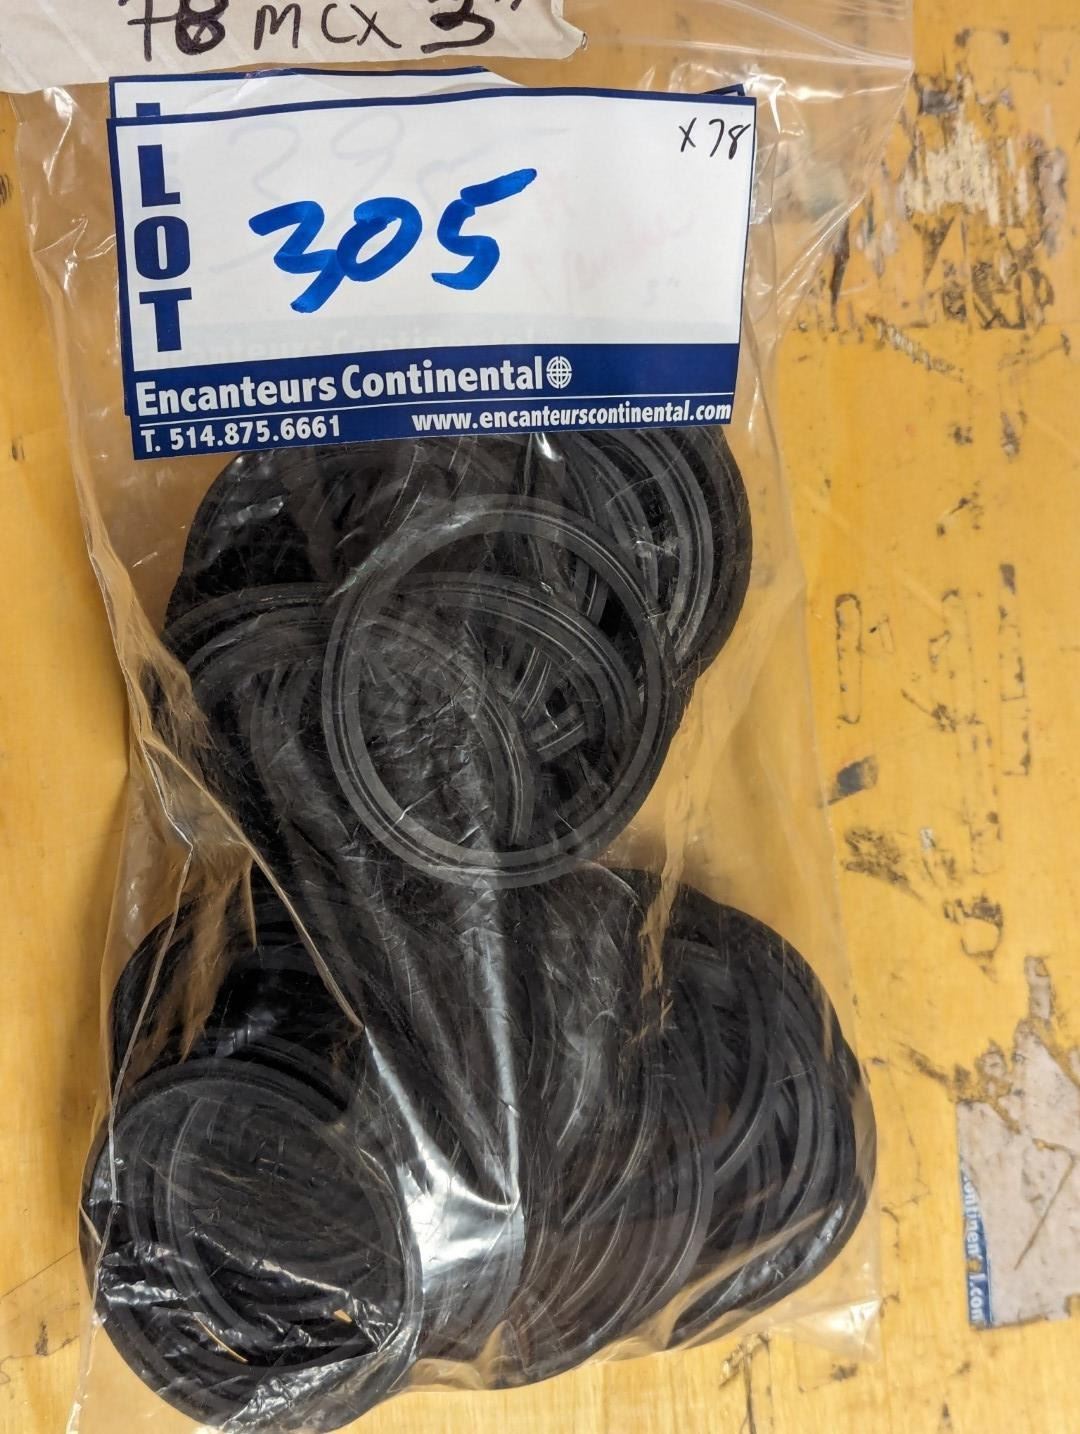 78 MCX 3"
x78
LOT
305
Encanteurs Continental
T. 514.875.6661 www.encanteurscontinental.com